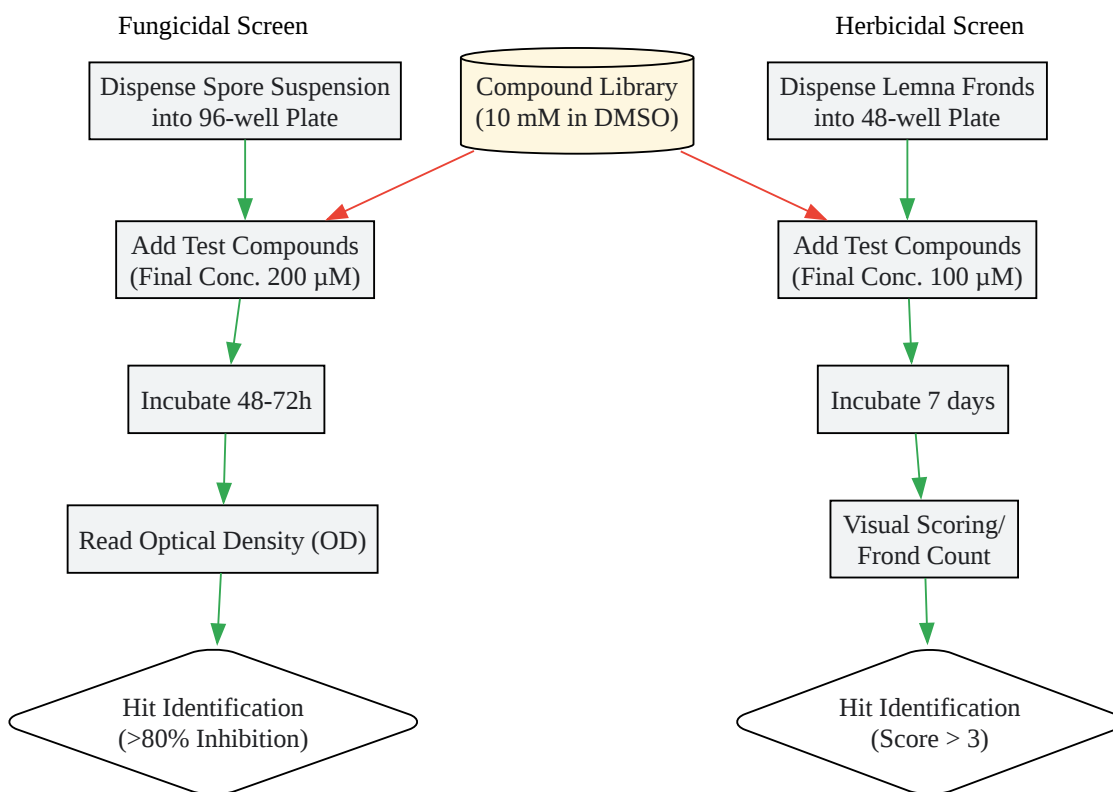 Fungicidal Screen
Herbicidal Screen
Dispense Spore Suspension
into 96-well Plate
Compound Library
(10 mM in DMSO)
Dispense Lemna Fronds
into 48-well Plate
Add Test Compounds
(Final Conc. 200 µM)
Add Test Compounds
(Final Conc. 100 µM)
Incubate 48-72h
Incubate 7 days
Read Optical Density (OD)
Visual Scoring/
Frond Count
Hit Identification
(>80% Inhibition)
Hit Identification
(Score > 3)